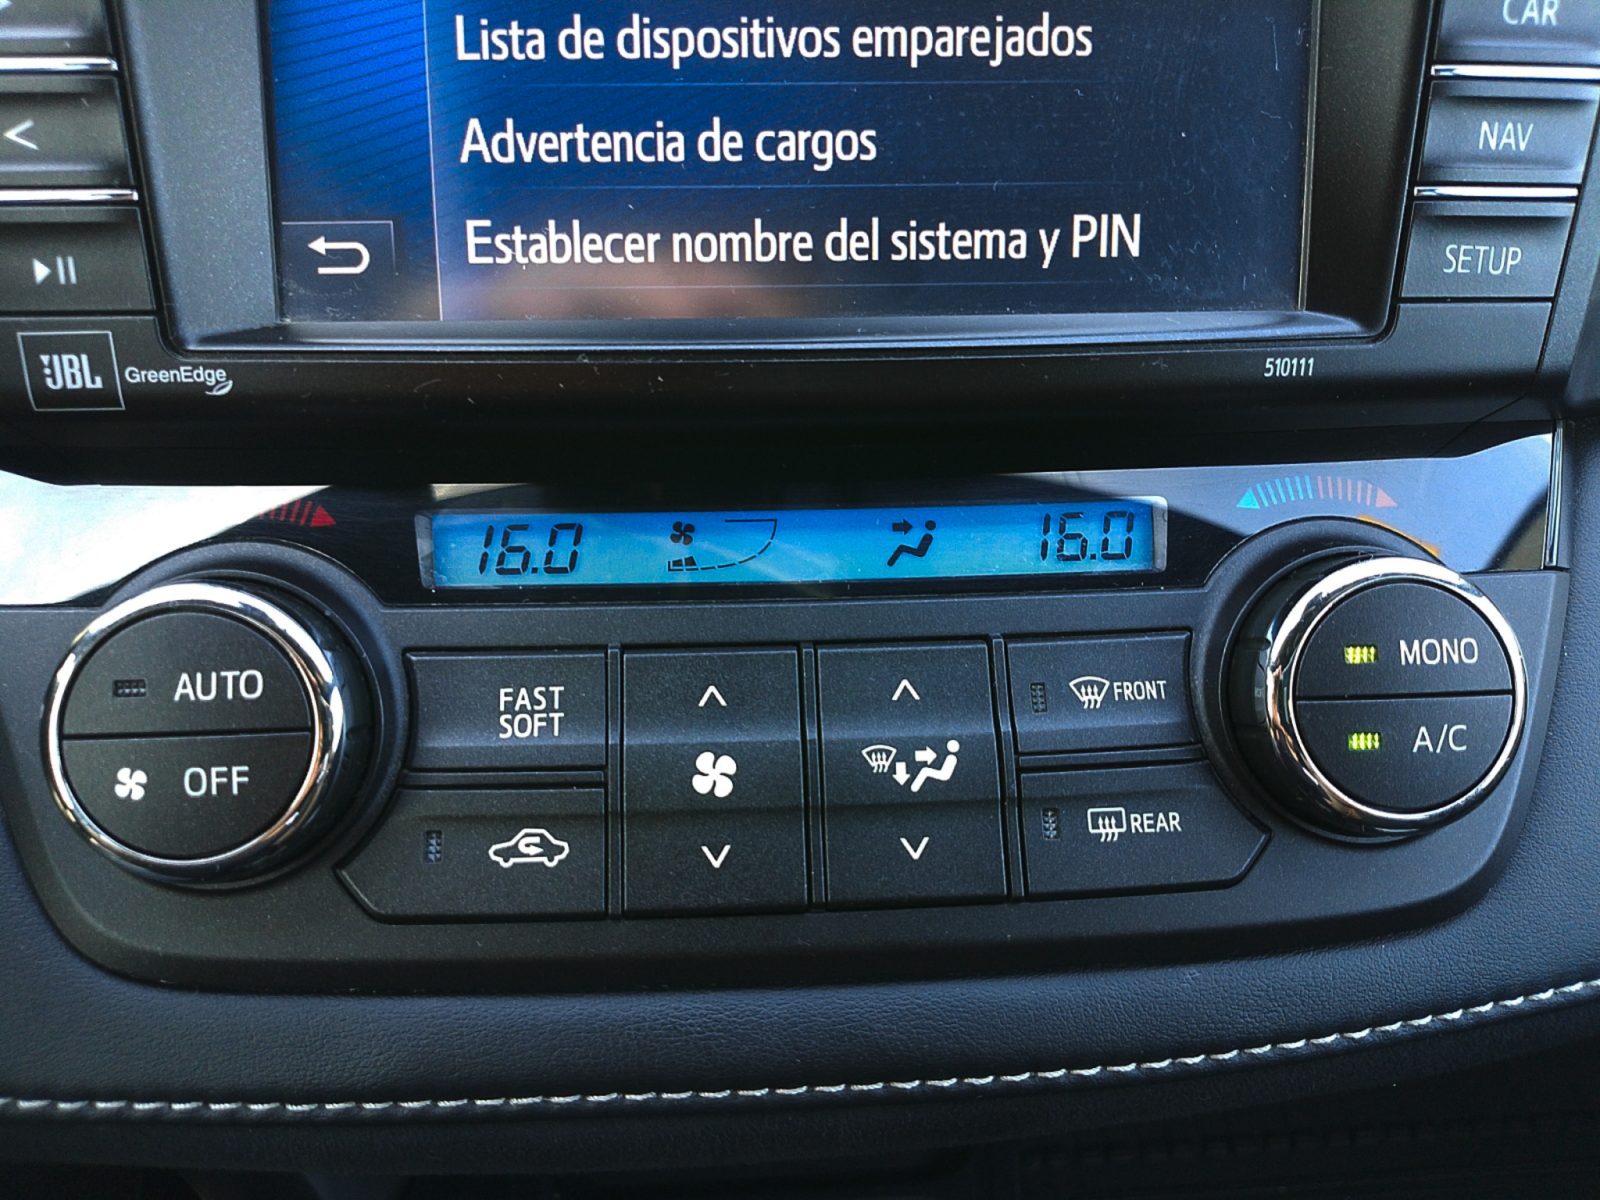 CAR
Lista de dispositivos emparejados
Advertencia de cargos
NAV
Establecer nombre del sistema y PIN
SETUP
JBL GreenEdge
510111
16.0
16.0
AUTO
OFF
FAST
SOFT
FRONT
REAR
MONO
A/C